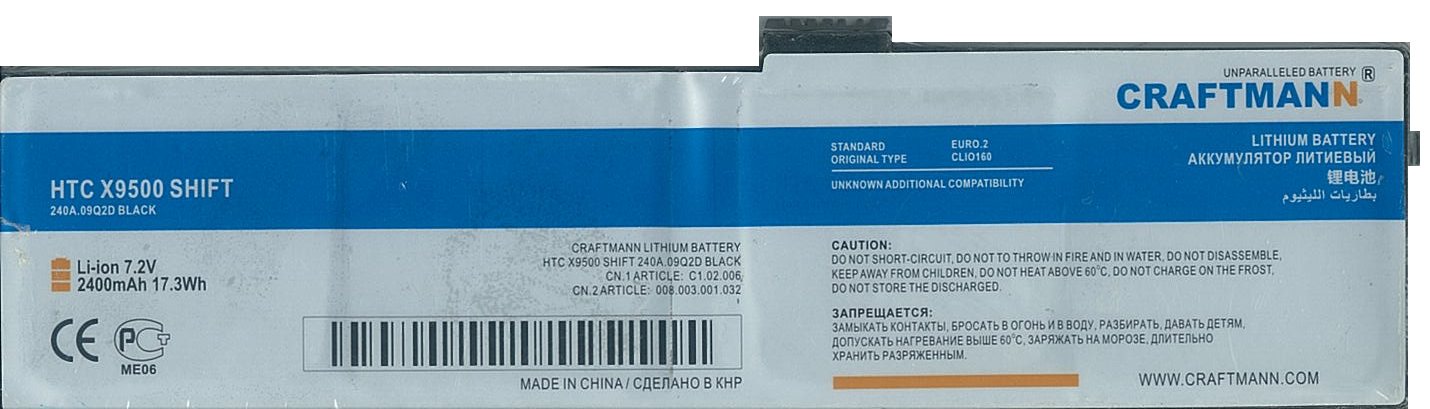 UNPARALLELED BATTERY ®
CRAFTMANN
HTC X9500 SHIFT
240A.09Q2D BLACK
STANDARD EURO.2
ORIGINAL TYPE CLIO160
UNKNOWN ADDITIONAL COMPATIBILITY
LITHIUM BATTERY
АККУМУЛЯТОР ЛИТИЕВЫЙ
锂电池
بطاريات الليثيوم
Li-ion 7.2V
2400mAh 17.3Wh
CE PCT
ME06
CRAFTMANN LITHIUM BATTERY
HTC X9500 SHIFT 240A.09Q2D BLACK
CN.1 ARTICLE: C1.02.006
CN.2 ARTICLE: 008.003.001.032
MADE IN CHINA / СДЕЛАНО В КНР
CAUTION:
DO NOT SHORT-CIRCUIT, DO NOT TO THROW IN FIRE AND IN WATER, DO NOT DISASSEMBLE,
KEEP AWAY FROM CHILDREN, DO NOT HEAT ABOVE 60°C, DO NOT CHARGE ON THE FROST,
DO NOT STORE THE DISCHARGED.
ЗАПРЕЩАЕТСЯ:
ЗАМЫКАТЬ КОНТАКТЫ, БРОСАТЬ В ОГОНЬ И В ВОДУ, РАЗБИРАТЬ, ДАВАТЬ ДЕТЯМ,
ДОПУСКАТЬ НАГРЕВАНИЕ ВЫШЕ 60°C, ЗАРЯЖАТЬ НА МОРОЗЕ, ДЛИТЕЛЬНО
ХРАНИТЬ РАЗРЯЖЕННЫМ.
WWW.CRAFTMANN.COM